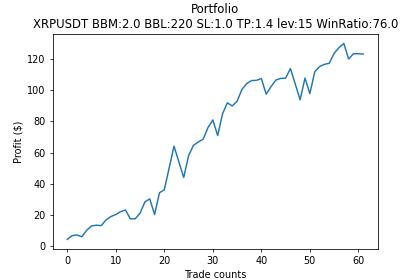 Portfolio
XRPUSDT BBM:2.0 BBL:220 SL:1.0 TP:1.4 lev:15 WinRatio:76.0
120
100
80
60
40
20
0
Profit ($)
0 10 20 30 40 50 60
Trade counts